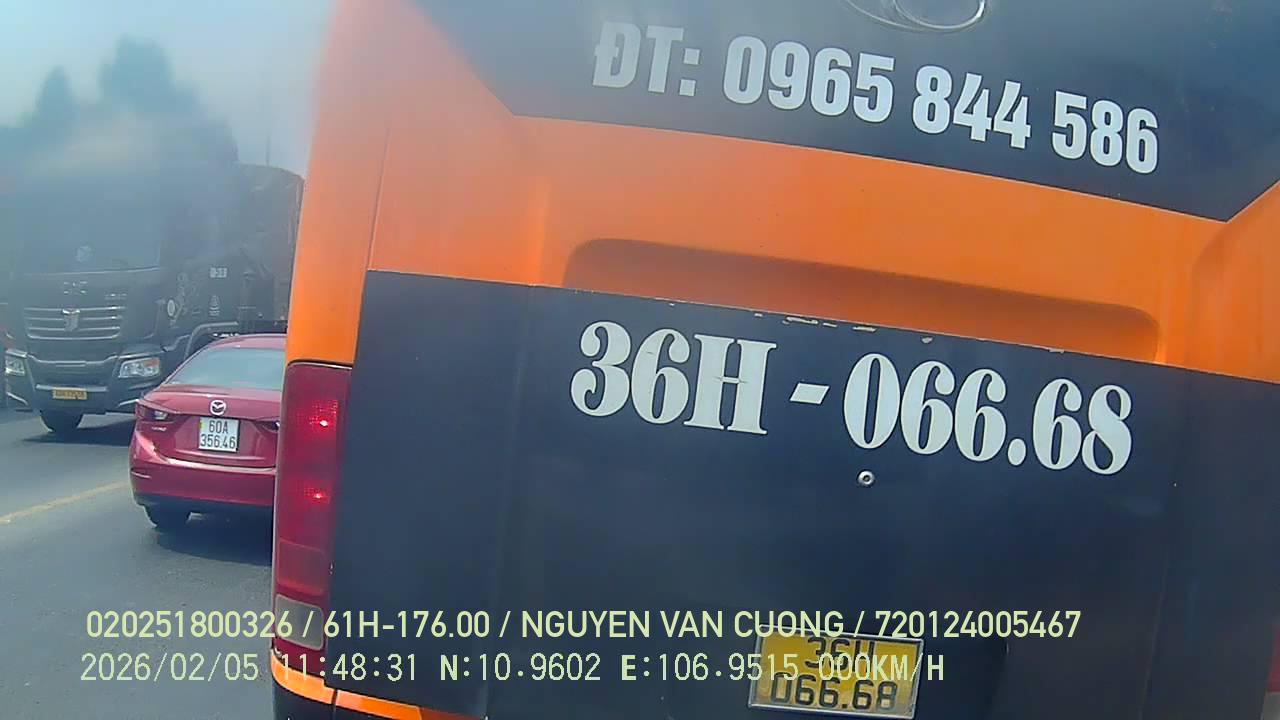 ĐT: 0965 844 586
36H - 066.68
60A
356.46
36H
066.68
020251800326 / 61H-176.00 / NGUYEN VAN CUONG / 720124005467
2026/02/05 11:48:31 N:10.9602 E:106.9515 000KM/H